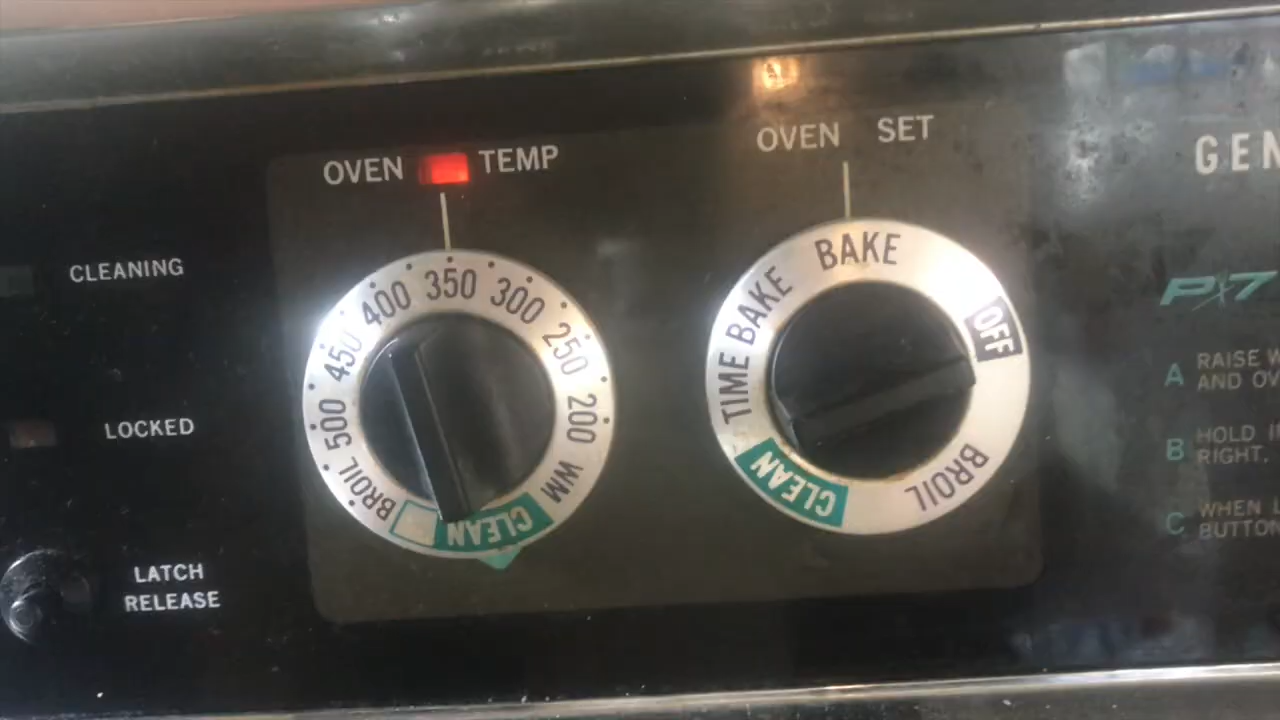 OVEN TEMP
OVEN SET
GEN
CLEANING
LOCKED
LATCH
RELEASE
BROIL 500 450 400 350 300 250 200 WM CLEAN
CLEAN TIME BAKE BAKE OFF BROIL
P*7
A RAISE W
AND OV
B HOLD I
RIGHT.
C WHEN L
BUTTON